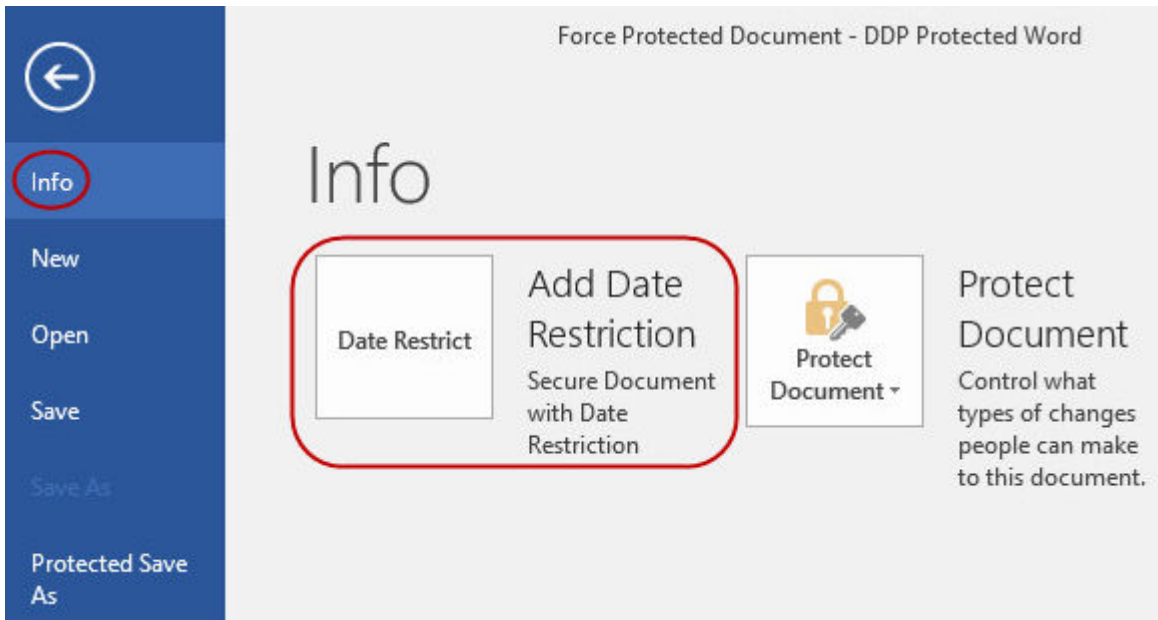 Force Protected Document - DDP Protected Word
Info
New
Open
Save
Save As
Protected Save
As
Info
Date Restrict
Add Date
Restriction
Secure Document
with Date
Restriction
Protect
Document
Protect
Document
Control what
types of changes
people can make
to this document.